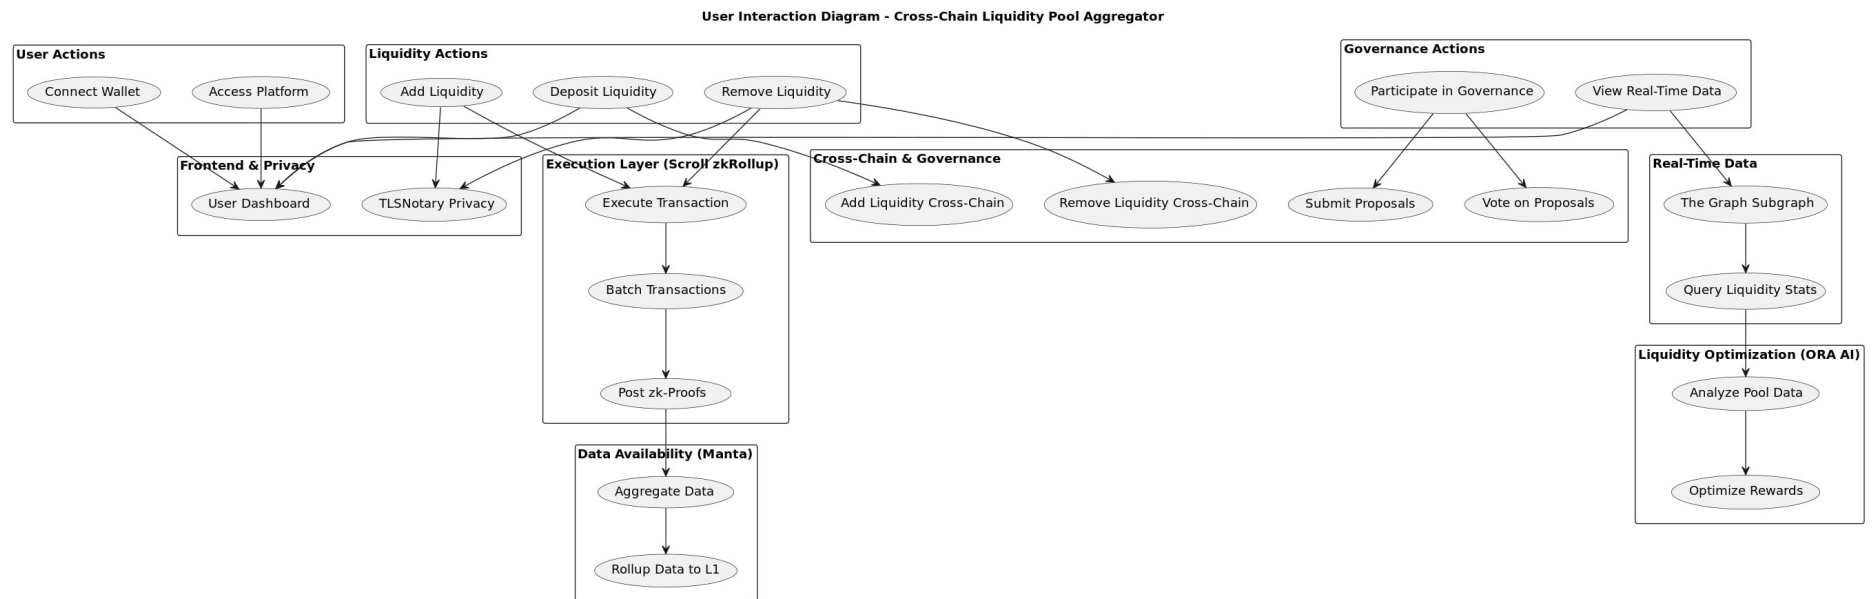 User Interaction Diagram - Cross-Chain Liquidity Pool Aggregator
User Actions
Connect Wallet
Access Platform
Liquidity Actions
Add Liquidity
Deposit Liquidity
Remove Liquidity
Governance Actions
Participate in Governance
View Real-Time Data
Frontend & Privacy
User Dashboard
TLSNotary Privacy
Execution Layer (Scroll zkRollup)
Execute Transaction
Batch Transactions
Post zk-Proofs
Cross-Chain & Governance
Add Liquidity Cross-Chain
Remove Liquidity Cross-Chain
Submit Proposals
Vote on Proposals
Real-Time Data
The Graph Subgraph
Query Liquidity Stats
Liquidity Optimization (ORA AI)
Analyze Pool Data
Optimize Rewards
Data Availability (Manta)
Aggregate Data
Rollup Data to L1